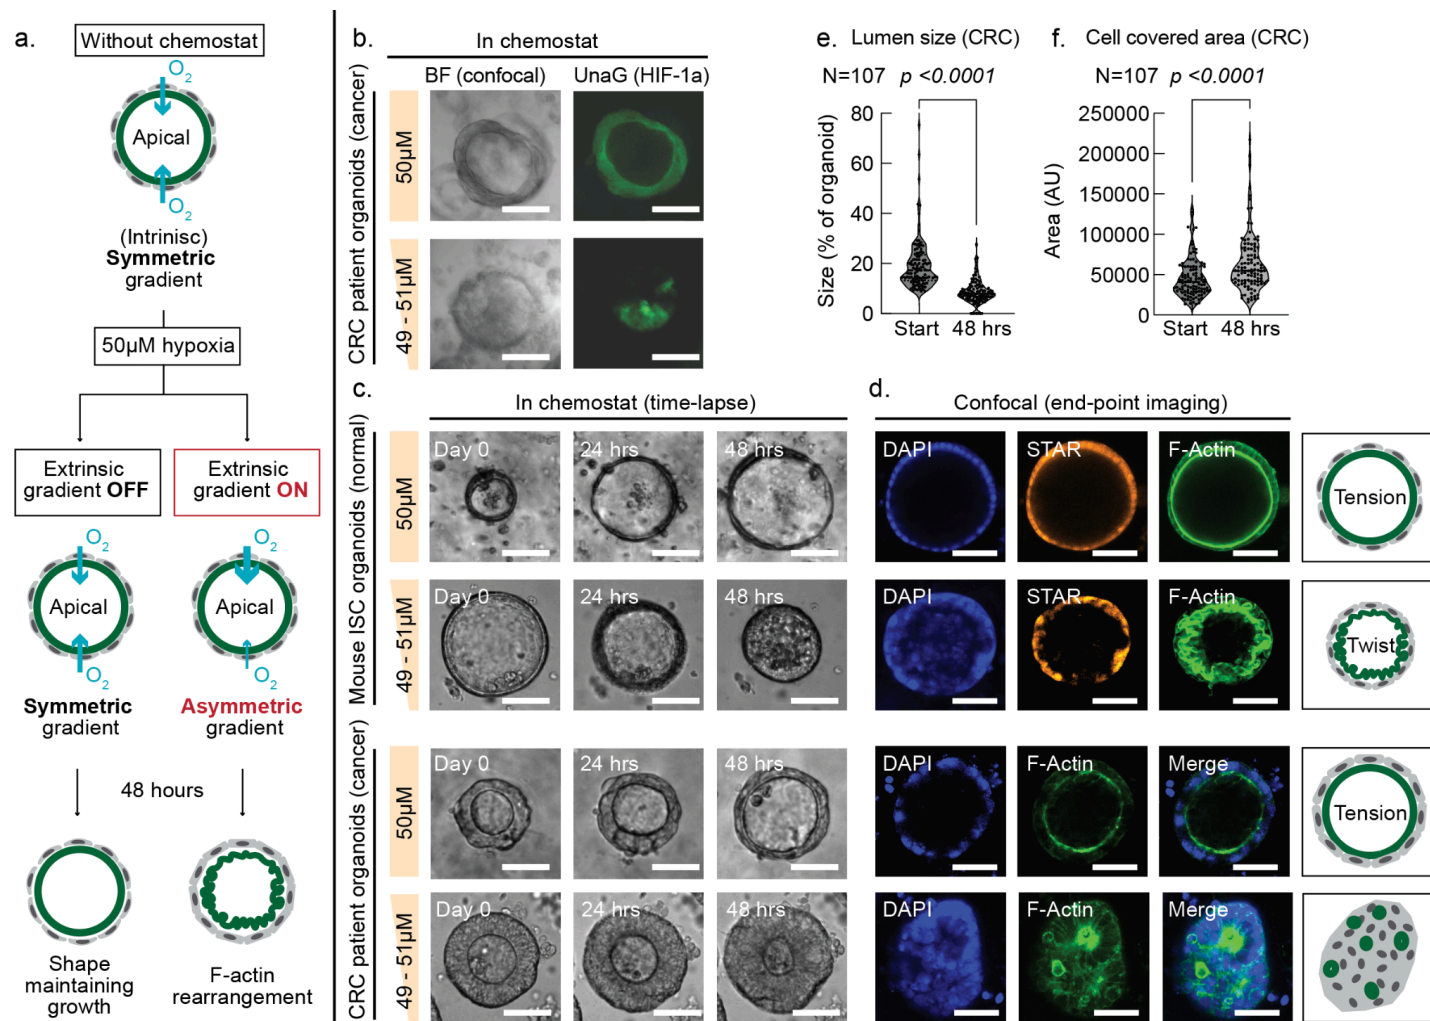 a.
Without chemostat
O2
Apical
O2
(Intrinisc)
Symmetric
gradient
50µM hypoxia
Extrinsic
gradient OFF
Extrinsic
gradient ON
O2
O2
Apical
Apical
O2
O2
Symmetric
gradient
Asymmetric
gradient
48 hours
Shape
maintaining
growth
F-actin
rearrangement
b.
In chemostat
BF (confocal)
UnaG (HIF-1a)
CRC patient organoids (cancer)
50µM
49 - 51µM
e. Lumen size (CRC)
N=107 p <0.0001
Size (% of organoid)
80
60
40
20
0
Start
48 hrs
f. Cell covered area (CRC)
N=107 p <0.0001
Area (AU)
250000
200000
150000
100000
50000
0
Start
48 hrs
c.
In chemostat (time-lapse)
Mouse ISC organoids (normal)
50µM
Day 0
24 hrs
48 hrs
49 - 51µM
Day 0
24 hrs
48 hrs
CRC patient organoids (cancer)
50µM
Day 0
24 hrs
48 hrs
49 - 51µM
Day 0
24 hrs
48 hrs
d.
Confocal (end-point imaging)
DAPI
STAR
F-Actin
Tension
DAPI
STAR
F-Actin
Twist
DAPI
F-Actin
Merge
Tension
DAPI
F-Actin
Merge